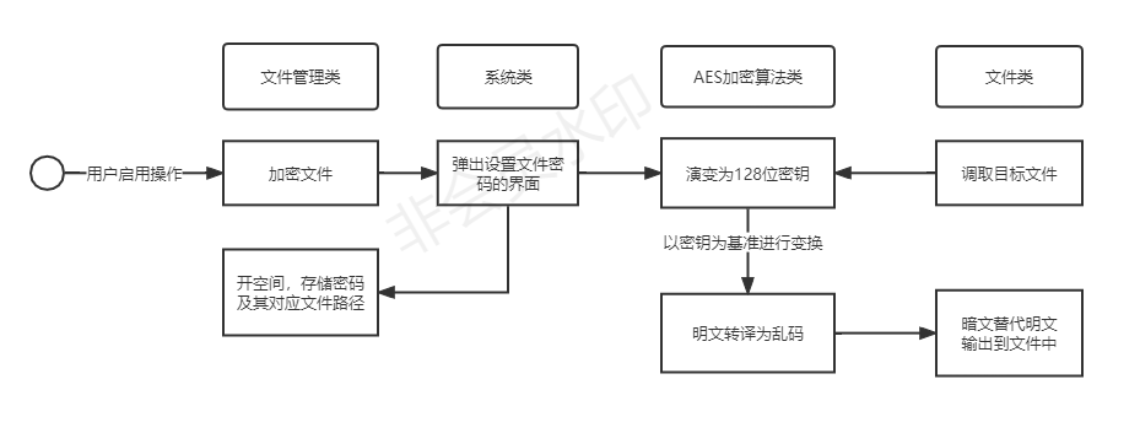 文件管理类
系统类
AES加密算法类
文件类
用户启用操作
加密文件
弹出设置文件密
码的界面
演变为128位密钥
调取目标文件
以密钥为基准进行变换
开空间，存储密码
及其对应文件路径
明文转译为乱码
暗文替代明文
输出到文件中
非会员水印